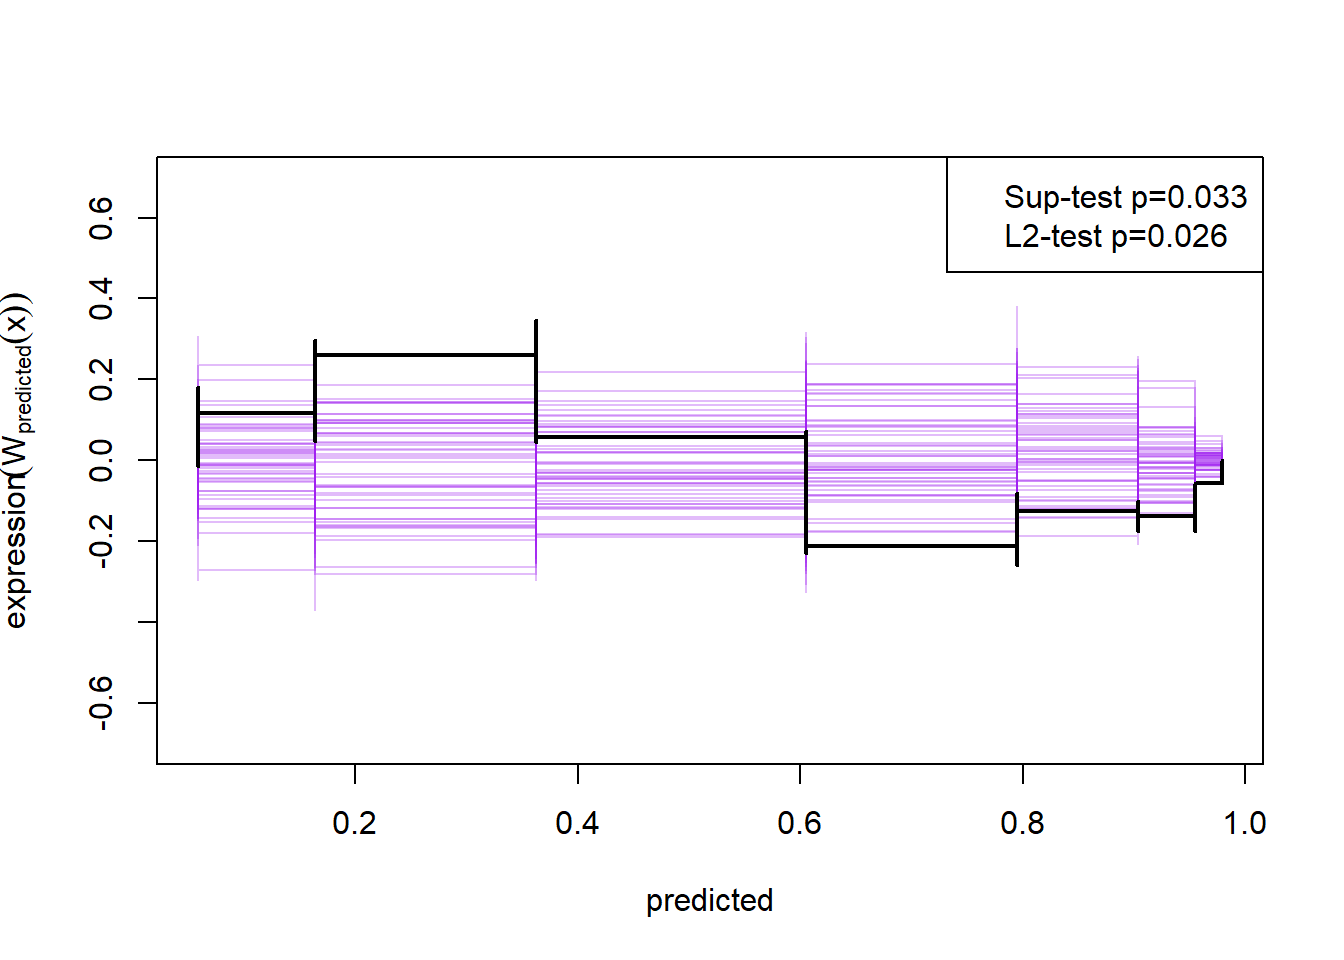 Sup-test p=0.033
L2-test p=0.026
0.6
0.4
0.2
0.0
-0.2
-0.6
expression(W_predicted(x))
0.2 0.4 0.6 0.8 1.0
predicted